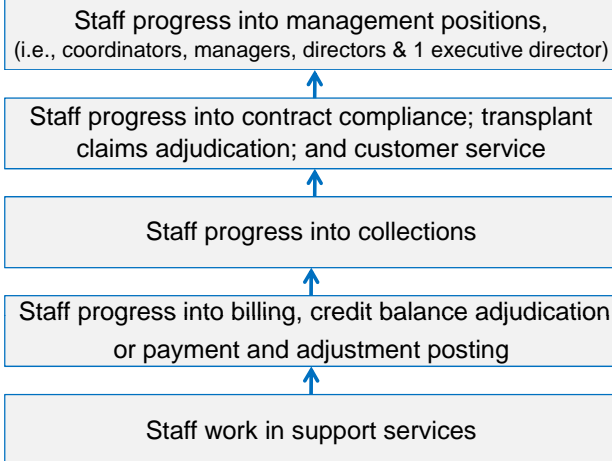 Staff progress into management positions,
(i.e., coordinators, managers, directors & 1 executive director)
Staff progress into contract compliance; transplant
claims adjudication; and customer service
Staff progress into collections
Staff progress into billing, credit balance adjudication
or payment and adjustment posting
Staff work in support services